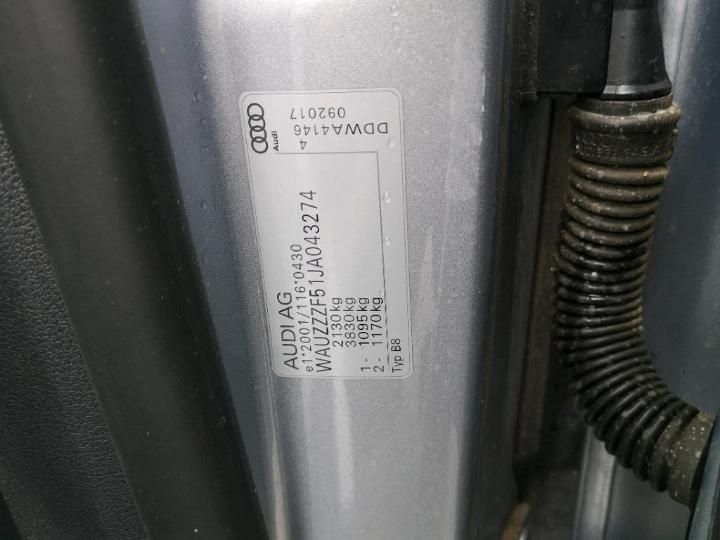 AUDI AG
e1*2001/116*0430
WAUZZZF51JA043274
2130kg
3830kg
1- 1095kg
2- 1170kg
Typ B8
Audi
4
DDWA4146
092017